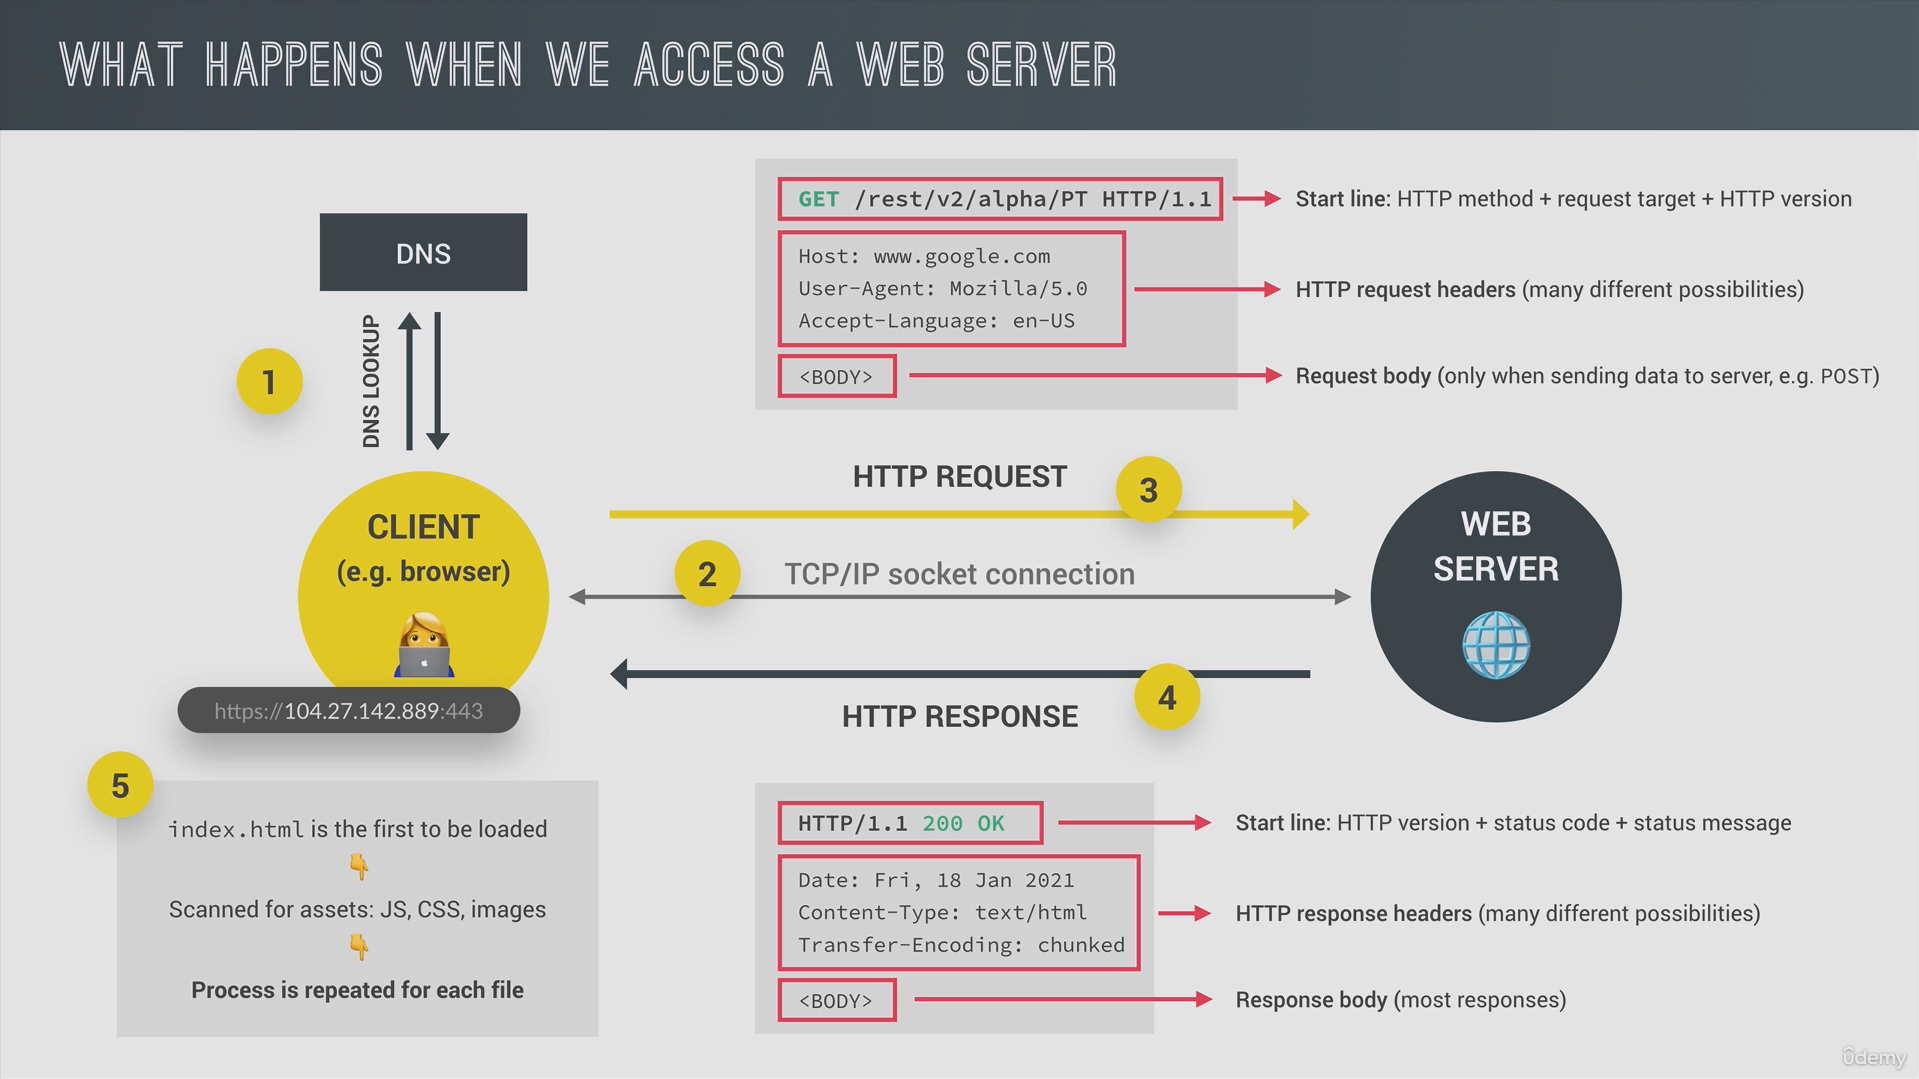 WHAT HAPPENS WHEN WE ACCESS A WEB SERVER
GET /rest/v2/alpha/PT HTTP/1.1
Start line: HTTP method + request target + HTTP version
Host: www.google.com
User-Agent: Mozilla/5.0
Accept-Language: en-US
HTTP request headers (many different possibilities)
<BODY>
Request body (only when sending data to server, e.g. POST)
DNS
DNS LOOKUP
1
CLIENT
(e.g. browser)
https://104.27.142.889:443
HTTP REQUEST
3
2
TCP/IP socket connection
4
HTTP RESPONSE
WEB
SERVER
5
index.html is the first to be loaded
Scanned for assets: JS, CSS, images
Process is repeated for each file
HTTP/1.1 200 OK
Start line: HTTP version + status code + status message
Date: Fri, 18 Jan 2021
Content-Type: text/html
Transfer-Encoding: chunked
HTTP response headers (many different possibilities)
<BODY>
Response body (most responses)
ûdemy